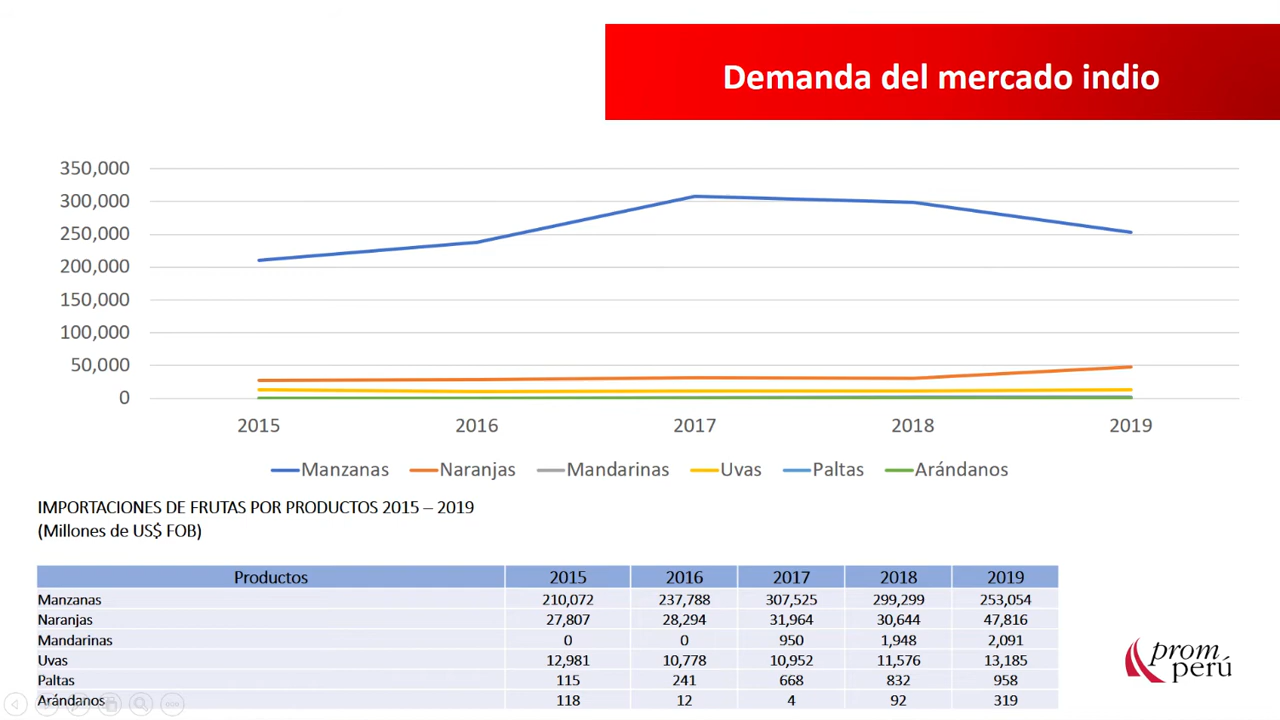 Demanda del mercado indio
350,000
300,000
250,000
200,000
150,000
100,000
50,000
0
2015 2016 2017 2018 2019
Manzanas Naranjas Mandarinas Uvas Paltas Arándanos
IMPORTACIONES DE FRUTAS POR PRODUCTOS 2015 – 2019
(Millones de US$ FOB)
Productos 2015 2016 2017 2018 2019
Manzanas 210,072 237,788 307,525 299,299 253,054
Naranjas 27,807 28,294 31,964 30,644 47,816
Mandarinas 0 0 950 1,948 2,091
Uvas 12,981 10,778 10,952 11,576 13,185
Paltas 115 241 668 832 958
Arándanos 118 12 4 92 319
prom
perú